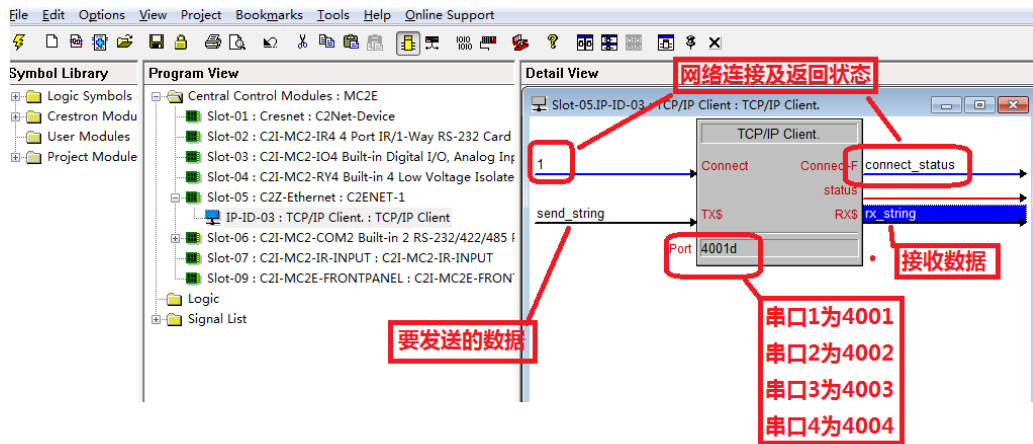 File Edit Options View Project Bookmarks Tools Help Online Support
Symbol Library
Logic Symbols
Crestron Modu
User Modules
Project Module
Program View
Central Control Modules : MC2E
Slot-01 : Cresnet : C2Net-Device
Slot-02 : C2I-MC2-IR4 4 Port IR/1-Way RS-232 Card
Slot-03 : C2I-MC2-IO4 Built-in Digital I/O, Analog Inp
Slot-04 : C2I-MC2-RY4 Built-in 4 Low Voltage Isolate
Slot-05 : C2Z-Ethernet : C2ENET-1
IP-ID-03 : TCP/IP Client. : TCP/IP Client
Slot-06 : C2I-MC2-COM2 Built-in 2 RS-232/422/485 P
Slot-07 : C2I-MC2-IR-INPUT : C2I-MC2-IR-INPUT
Slot-09 : C2I-MC2E-FRONTPANEL : C2I-MC2E-FRON
Logic
Signal List
Detail View
网络连接及返回状态
Slot-05.IP-ID-03 : TCP/IP Client : TCP/IP Client.
TCP/IP Client.
1
Connect
Connect-F
connect_status
status
send_string
TX$
RX$
rx_string
Port
4001d
接收数据
要发送的数据
串口1为4001
串口2为4002
串口3为4003
串口4为4004